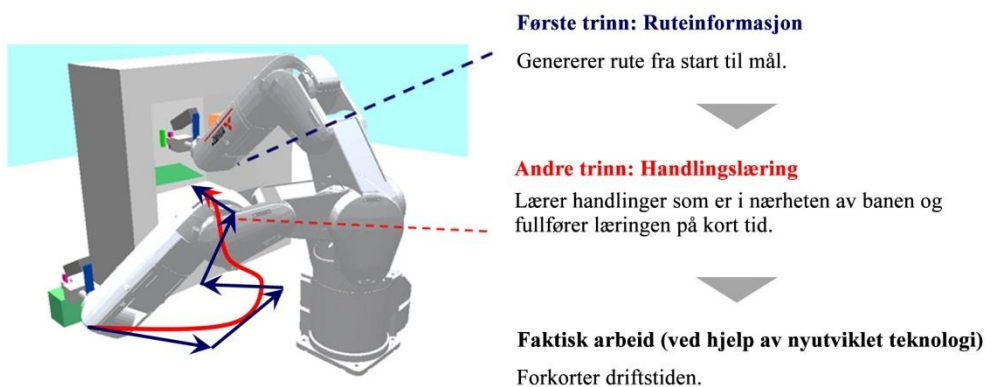 Første trinn: Ruteinformasjon
Genererer rute fra start til mål.
Andre trinn: Handlingslæring
Lærer handlinger som er i nærheten av banen og
fullfører læringen på kort tid.
Faktisk arbeid (ved hjelp av nyutviklet teknologi)
Forkorter driftstiden.